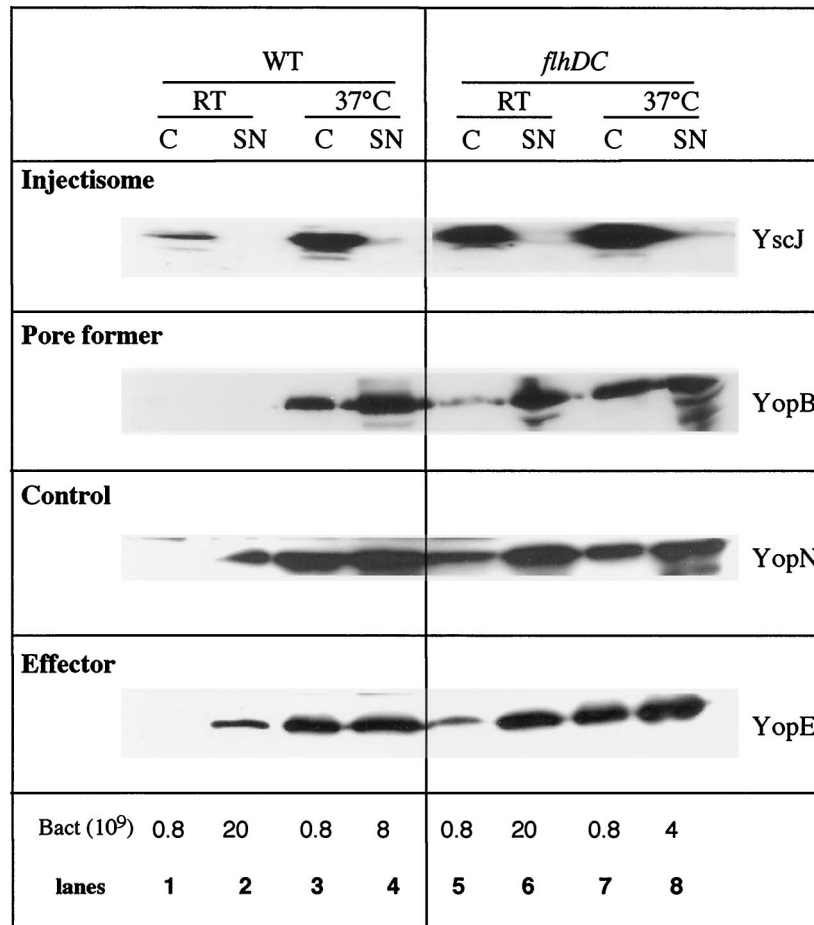 WT flhDC
RT 37°C RT 37°C
C SN C SN C SN C SN
Injectisome
YscJ
Pore former
YopB
Control
YopN
Effector
YopE
Bact (10⁹) 0.8 20 0.8 8 0.8 20 0.8 4
lanes 1 2 3 4 5 6 7 8